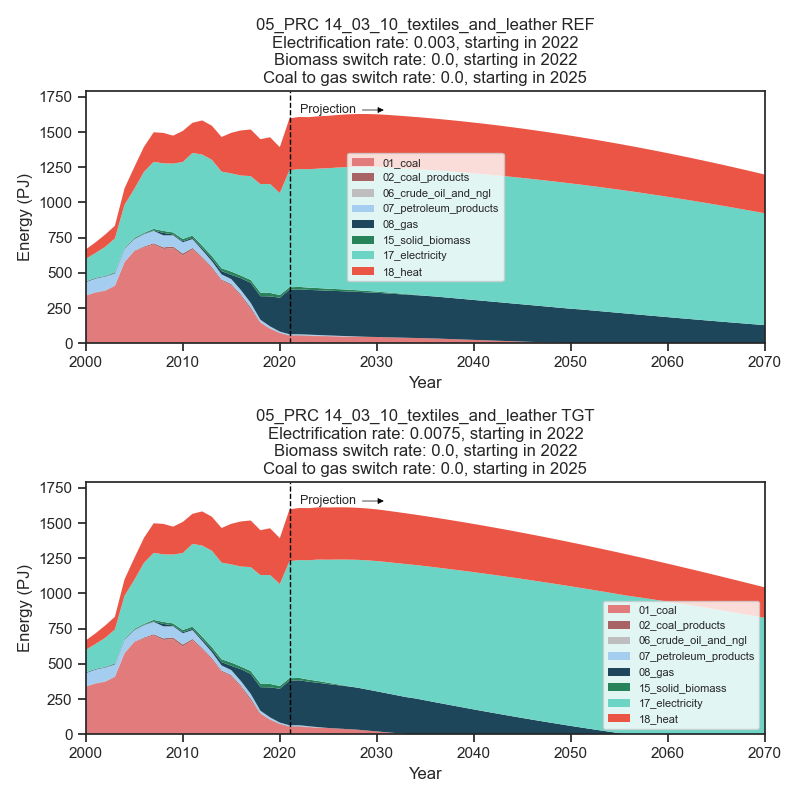 05_PRC 14_03_10_textiles_and_leather REF
Electrification rate: 0.003, starting in 2022
Biomass switch rate: 0.0, starting in 2022
Coal to gas switch rate: 0.0, starting in 2025
Projection
1750
1500
1250
1000
750
500
250
0
Energy (PJ)
01_coal
02_coal_products
06_crude_oil_and_ngl
07_petroleum_products
08_gas
15_solid_biomass
17_electricity
18_heat
2000 2010 2020 2030 2040 2050 2060 2070
Year
05_PRC 14_03_10_textiles_and_leather TGT
Electrification rate: 0.0075, starting in 2022
Biomass switch rate: 0.0, starting in 2022
Coal to gas switch rate: 0.0, starting in 2025
Projection
1750
1500
1250
1000
750
500
250
0
Energy (PJ)
01_coal
02_coal_products
06_crude_oil_and_ngl
07_petroleum_products
08_gas
15_solid_biomass
17_electricity
18_heat
2000 2010 2020 2030 2040 2050 2060 2070
Year